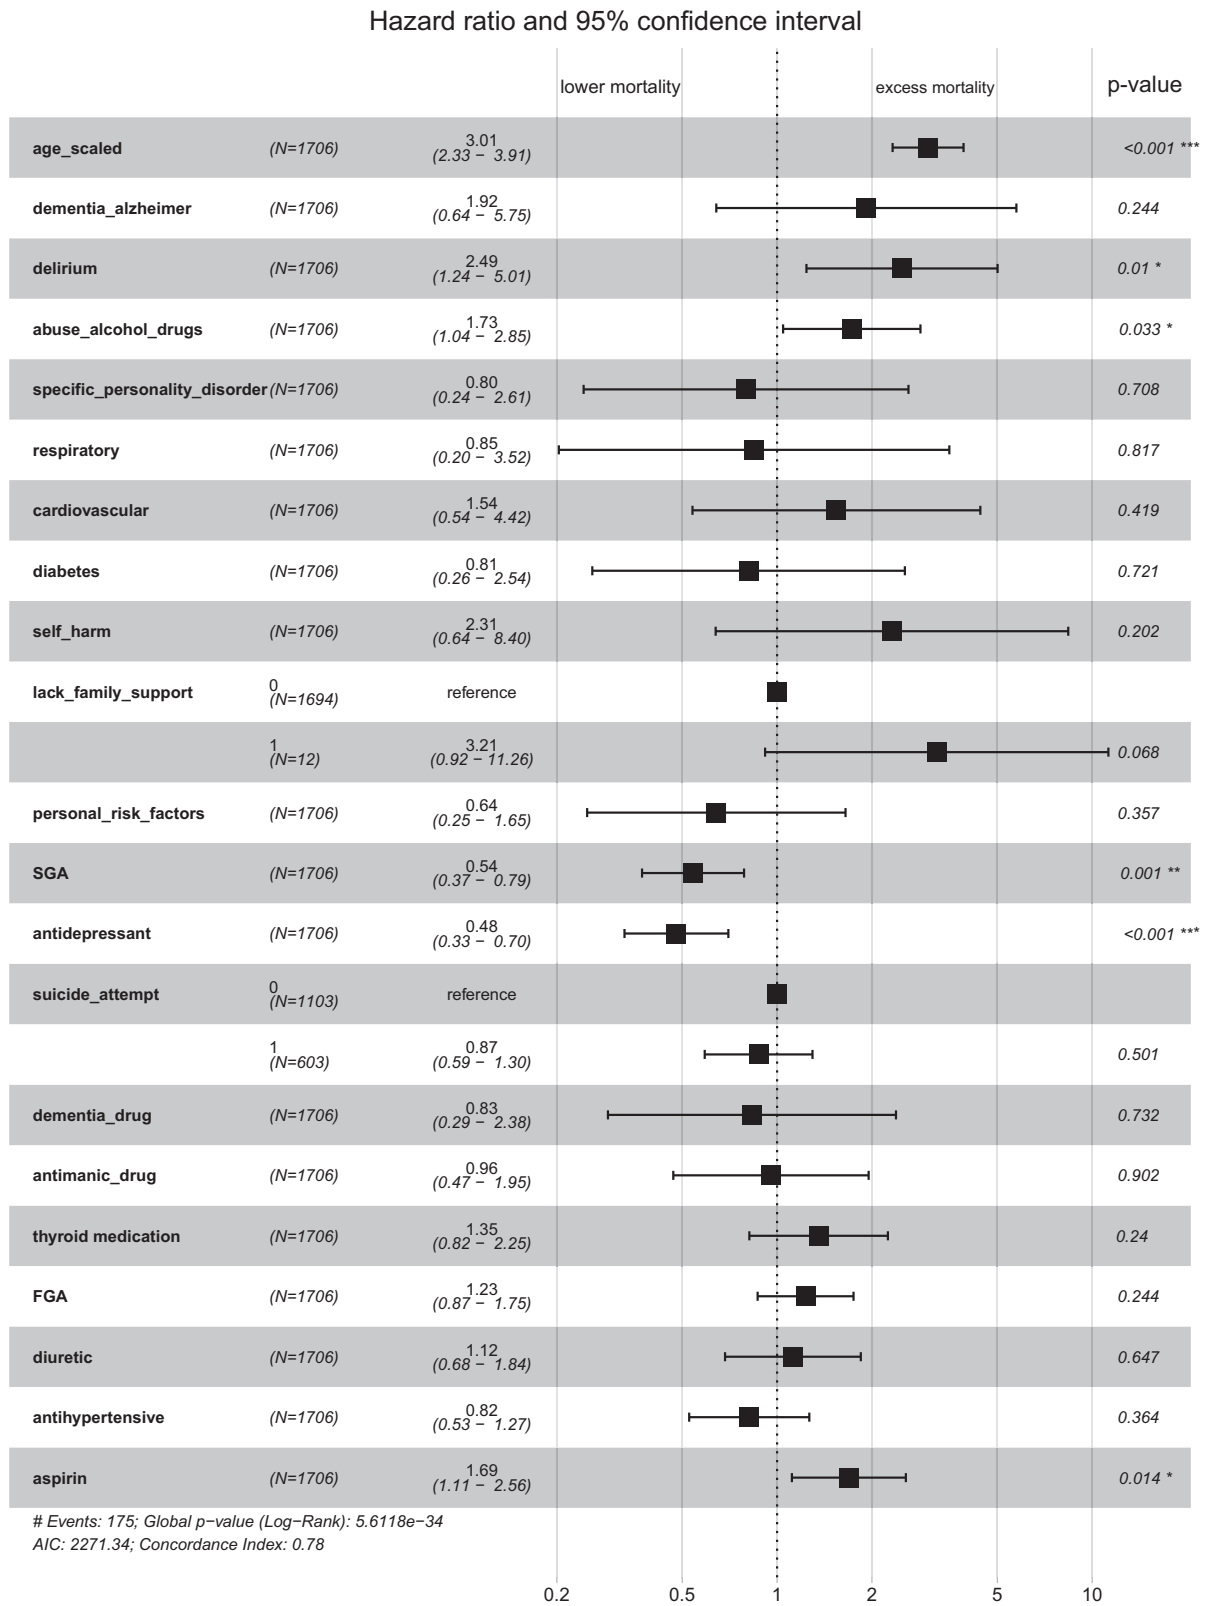 Hazard ratio and 95% confidence interval
lower mortality excess mortality p-value
age_scaled (N=1706) 3.01 (2.33 − 3.91) <0.001 ***
dementia_alzheimer (N=1706) 1.92 (0.64 − 5.75) 0.244
delirium (N=1706) 2.49 (1.24 − 5.01) 0.01 *
abuse_alcohol_drugs (N=1706) 1.73 (1.04 − 2.85) 0.033 *
specific_personality_disorder (N=1706) 0.80 (0.24 − 2.61) 0.708
respiratory (N=1706) 0.85 (0.20 − 3.52) 0.817
cardiovascular (N=1706) 1.54 (0.54 − 4.42) 0.419
diabetes (N=1706) 0.81 (0.26 − 2.54) 0.721
self_harm (N=1706) 2.31 (0.64 − 8.40) 0.202
lack_family_support 0 (N=1694) reference
1 (N=12) 3.21 (0.92 − 11.26) 0.068
personal_risk_factors (N=1706) 0.64 (0.25 − 1.65) 0.357
SGA (N=1706) 0.54 (0.37 − 0.79) 0.001 **
antidepressant (N=1706) 0.48 (0.33 − 0.70) <0.001 ***
suicide_attempt 0 (N=1103) reference
1 (N=603) 0.87 (0.59 − 1.30) 0.501
dementia_drug (N=1706) 0.83 (0.29 − 2.38) 0.732
antimanic_drug (N=1706) 0.96 (0.47 − 1.95) 0.902
thyroid medication (N=1706) 1.35 (0.82 − 2.25) 0.24
FGA (N=1706) 1.23 (0.87 − 1.75) 0.244
diuretic (N=1706) 1.12 (0.68 − 1.84) 0.647
antihypertensive (N=1706) 0.82 (0.53 − 1.27) 0.364
aspirin (N=1706) 1.69 (1.11 − 2.56) 0.014 *
# Events: 175; Global p−value (Log−Rank): 5.6118e−34
AIC: 2271.34; Concordance Index: 0.78
0.2 0.5 1 2 5 10